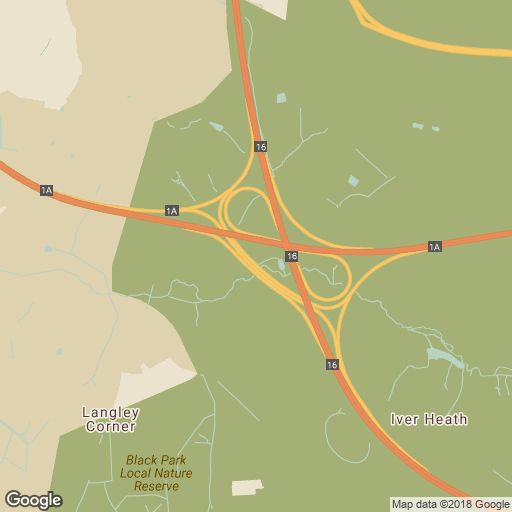 16
1A
1A
1A
16
16
Langley
Corner
Iver Heath
Black Park
Local Nature
Reserve
Google
Map data ©2018 Google